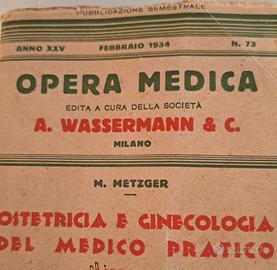 PUBBLICAZIONE SEMESTRALE
ANNO XXV FEBBRAIO 1934 N. 73
OPERA MEDICA
EDITA A CURA DELLA SOCIETÀ
A. WASSERMANN & C.
MILANO
M. METZGER
OSTETRICIA E GINECOLOGIA
DEL MEDICO PRATICO